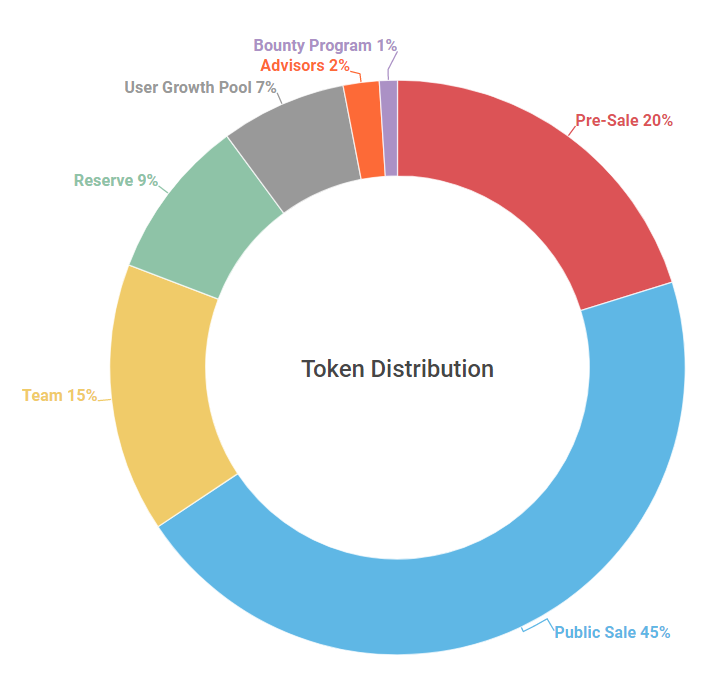 Bounty Program 1%
Advisors 2%
User Growth Pool 7%
Pre-Sale 20%
Reserve 9%
Token Distribution
Team 15%
Public Sale 45%